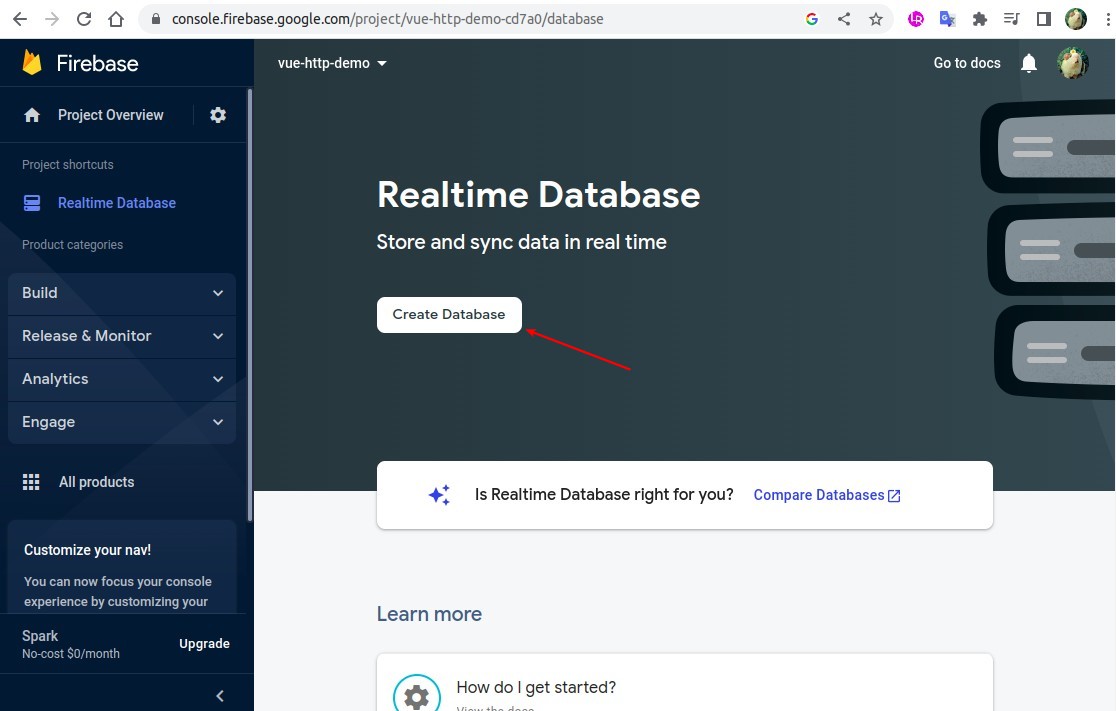 console.firebase.google.com/project/vue-http-demo-cd7a0/database
Firebase
vue-http-demo
Go to docs
Project Overview
Project shortcuts
Realtime Database
Product categories
Build
Release & Monitor
Analytics
Engage
All products
Customize your nav!
You can now focus your console
experience by customizing your
Spark
No-cost $0/month
Upgrade
Realtime Database
Store and sync data in real time
Create Database
Is Realtime Database right for you?
Compare Databases
Learn more
How do I get started?
View the docs